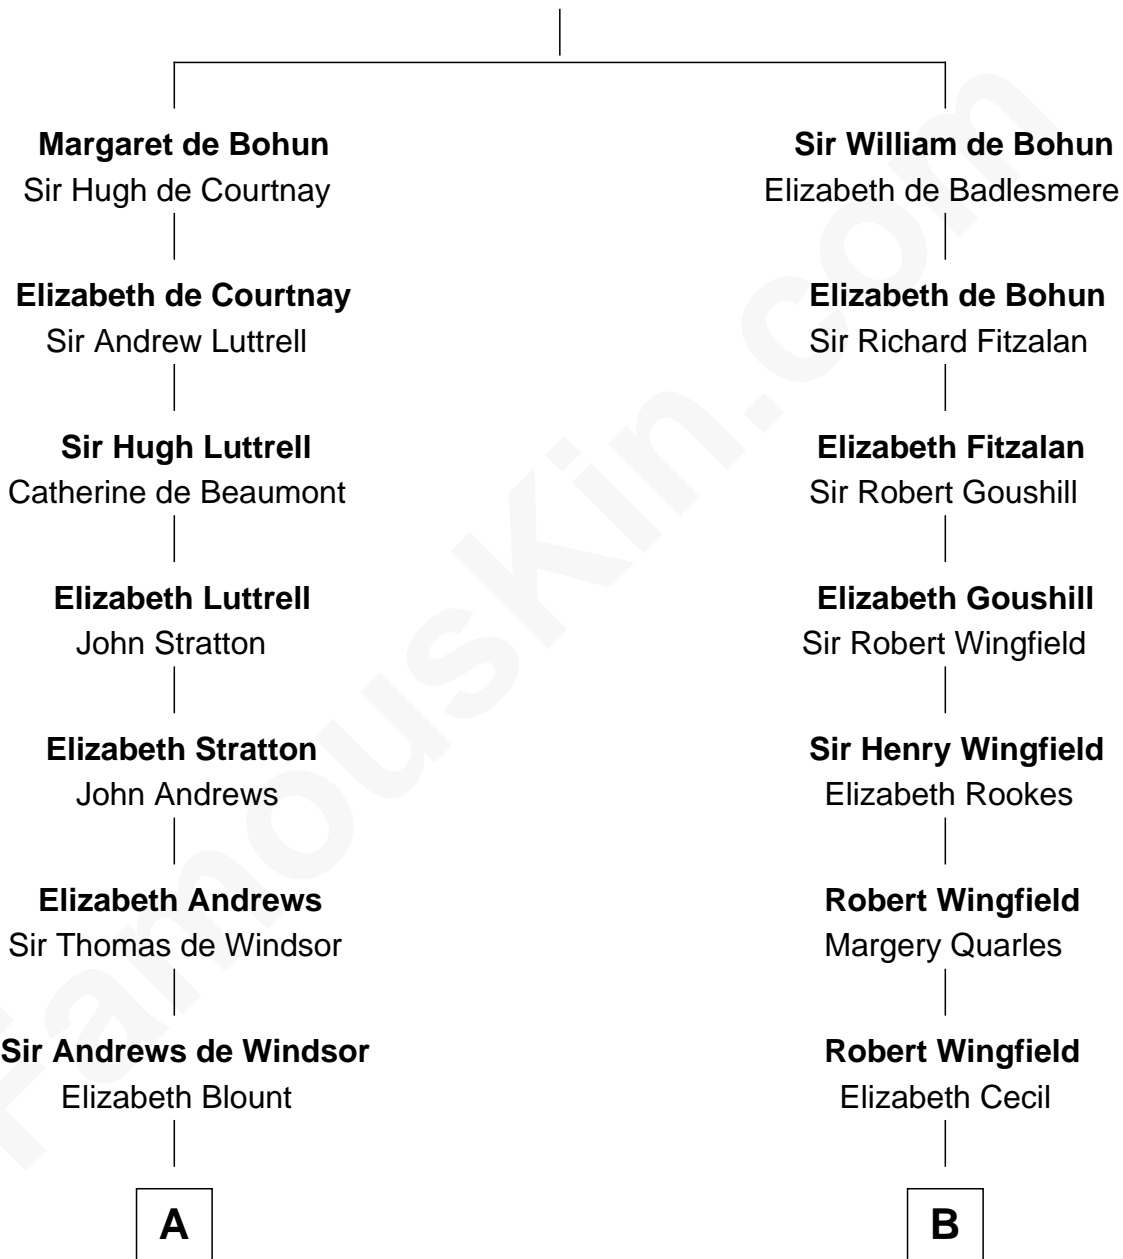 Margaret de Bohun
Sir Hugh de Courtnay
Elizabeth de Courtnay
Sir Andrew Luttrell
Sir Hugh Luttrell
Catherine de Beaumont
Elizabeth Luttrell
John Stratton
Elizabeth Stratton
John Andrews
Elizabeth Andrews
Sir Thomas de Windsor
Sir Andrews de Windsor
Elizabeth Blount
A
Sir William de Bohun
Elizabeth de Badlesmere
Elizabeth de Bohun
Sir Richard Fitzalan
Elizabeth Fitzalan
Sir Robert Goushill
Elizabeth Goushill
Sir Robert Wingfield
Sir Henry Wingfield
Elizabeth Rookes
Robert Wingfield
Margery Quarles
Robert Wingfield
Elizabeth Cecil
B
FamousKin.com